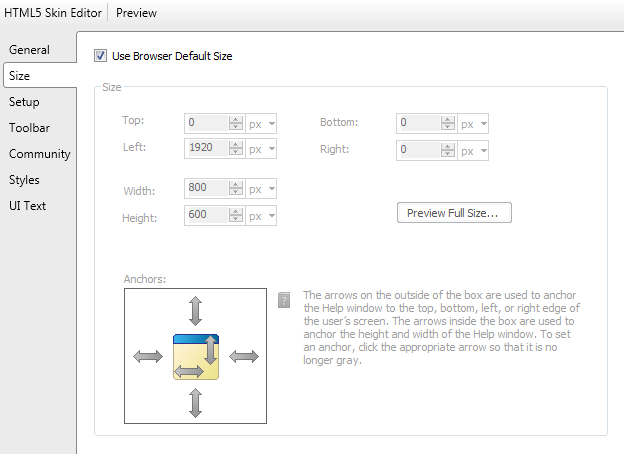 HTML5 Skin Editor Preview
General
Size
Setup
Toolbar
Community
Styles
UI Text
Use Browser Default Size
Size
Top: 0 px Bottom: 0 px
Left: 1920 px Right: 0 px
Width: 800 px
Height: 600 px
Preview Full Size...
Anchors:
?
The arrows on the outside of the box are used to anchor
the Help window to the top, bottom, left, or right edge of
the user's screen. The arrows inside the box are used to
anchor the height and width of the Help window. To set
an anchor, click the appropriate arrow so that it is no
longer gray.